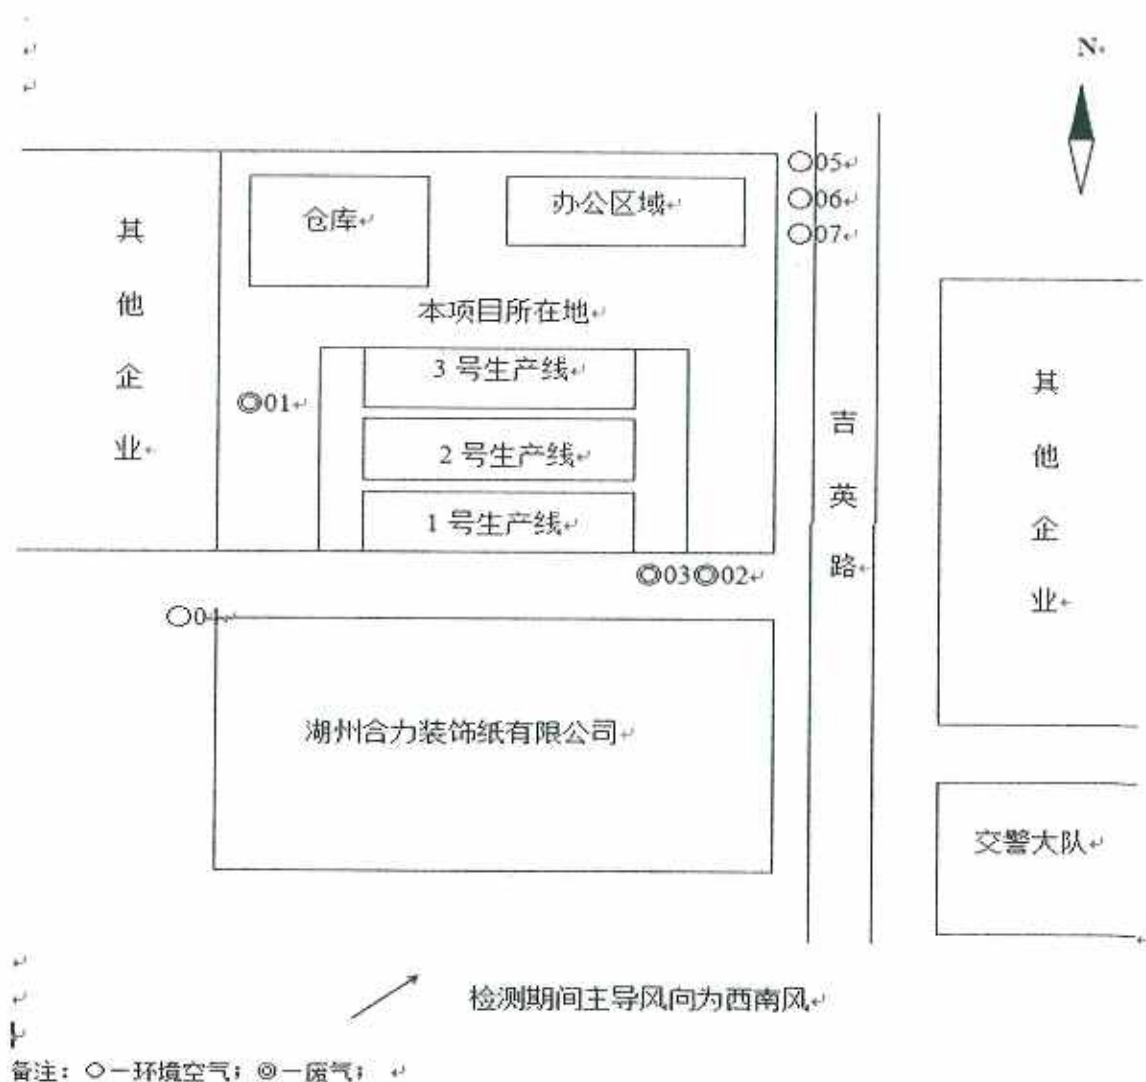 N
○05
○06
○07
仓库
办公区域
其他企业
本项目所在地
3 号生产线
◎01
2 号生产线
1 号生产线
吉英路
其他企业
◎03◎02
○04
湖州合力装饰纸有限公司
交警大队
检测期间主导风向为西南风
备注：○—环境空气；◎—废气；